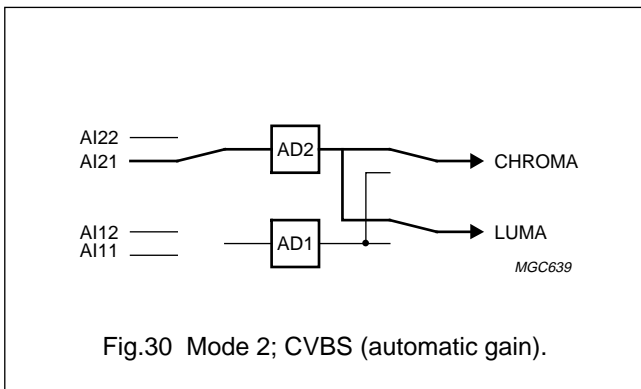 AI22
AI21
AD2
CHROMA
AI12
AI11
AD1
LUMA
MGC639
Fig.30 Mode 2; CVBS (automatic gain).